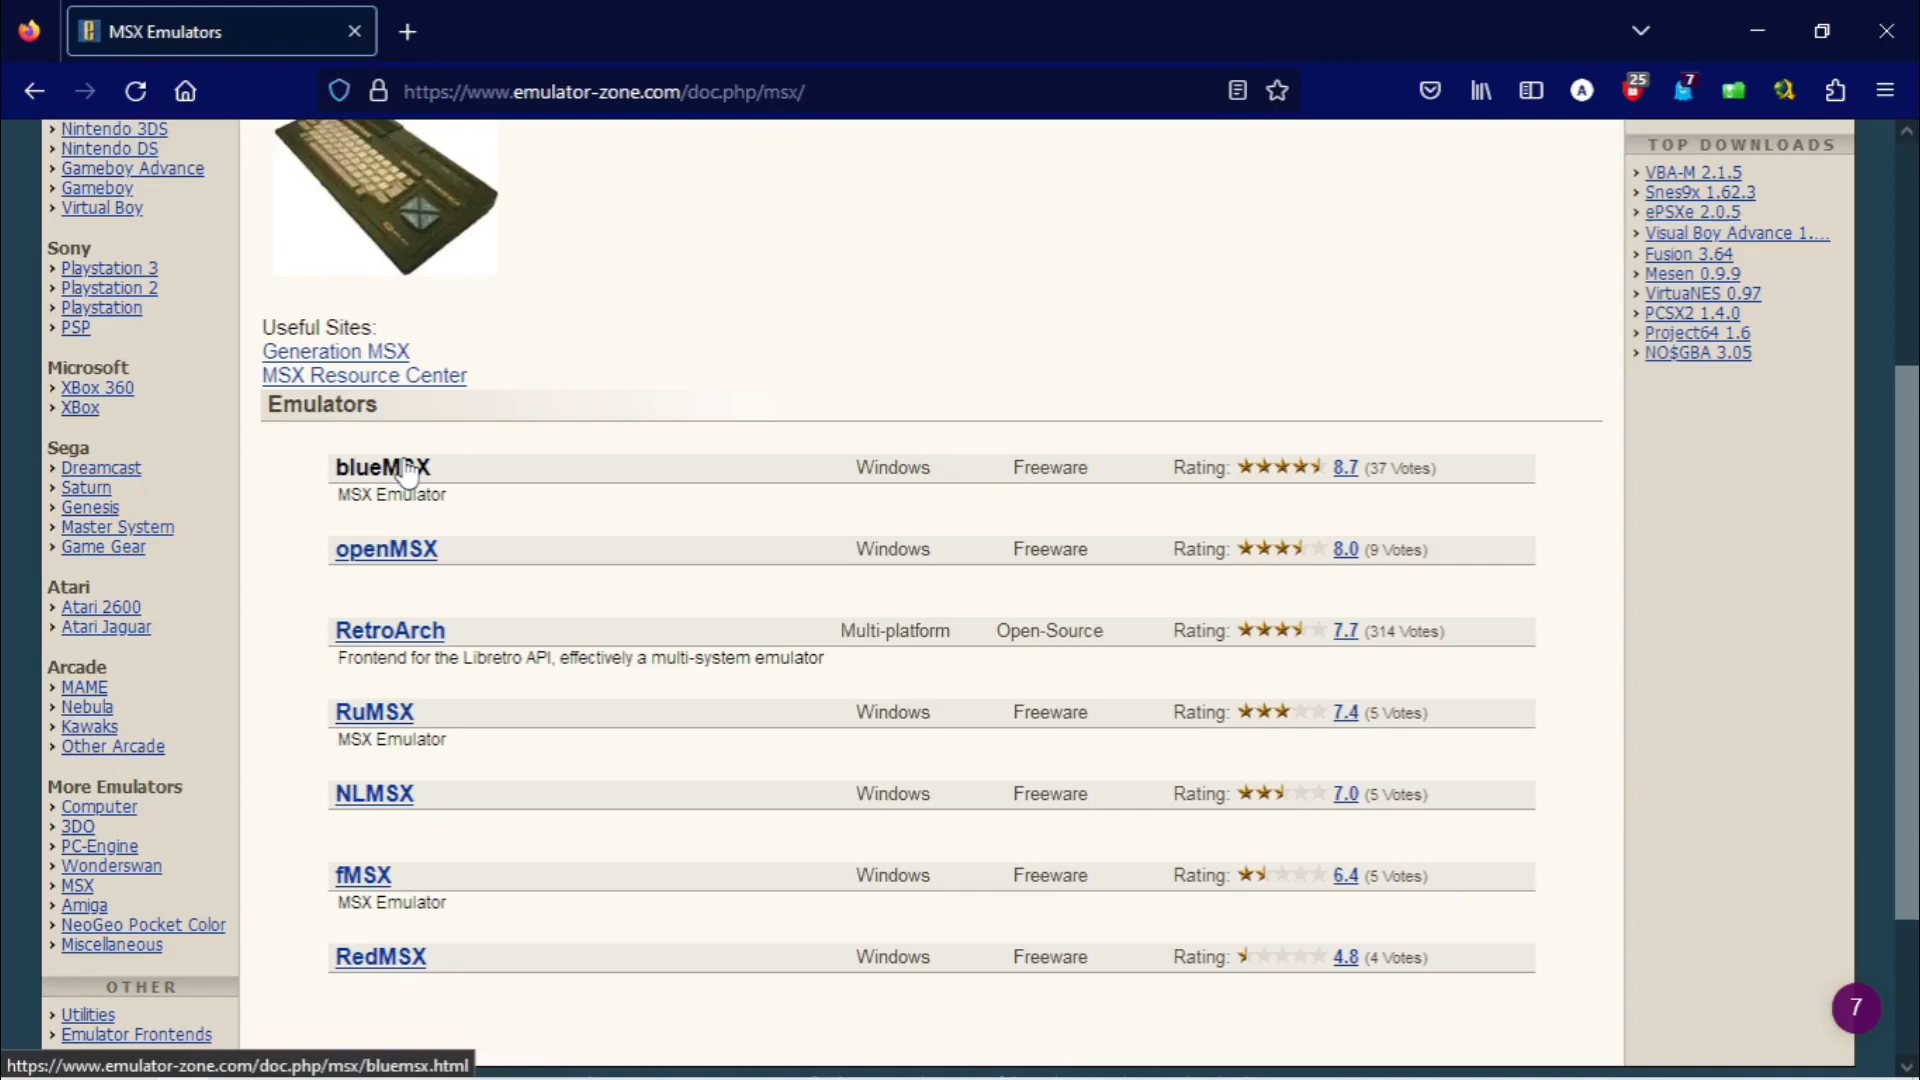 MSX Emulators
https://www.emulator-zone.com/doc.php/msx/
A
25
7
Nintendo 3DS
Nintendo DS
Gameboy Advance
Gameboy
Virtual Boy
Sony
Playstation 3
Playstation 2
Playstation
PSP
Microsoft
XBox 360
XBox
Sega
Dreamcast
Saturn
Genesis
Master System
Game Gear
Atari
Atari 2600
Atari Jaguar
Arcade
MAME
Nebula
Kawaks
Other Arcade
More Emulators
Computer
3DO
PC-Engine
Wonderswan
MSX
Amiga
NeoGeo Pocket Color
Miscellaneous
OTHER
Utilities
Emulator Frontends
Useful Sites:
Generation MSX
MSX Resource Center
Emulators
blueMSX Windows Freeware Rating: 8.7 (37 Votes)
MSX Emulator
openMSX Windows Freeware Rating: 8.0 (9 Votes)
RetroArch Multi-platform Open-Source Rating: 7.7 (314 Votes)
Frontend for the Libretro API, effectively a multi-system emulator
RuMSX Windows Freeware Rating: 7.4 (5 Votes)
MSX Emulator
NLMSX Windows Freeware Rating: 7.0 (5 Votes)
fMSX Windows Freeware Rating: 6.4 (5 Votes)
MSX Emulator
RedMSX Windows Freeware Rating: 4.8 (4 Votes)
TOP DOWNLOADS
VBA-M 2.1.5
Snes9x 1.62.3
ePSXe 2.0.5
Visual Boy Advance 1....
Fusion 3.64
Mesen 0.9.9
VirtuaNES 0.97
PCSX2 1.4.0
Project64 1.6
NO$GBA 3.05
7
https://www.emulator-zone.com/doc.php/msx/bluemsx.html